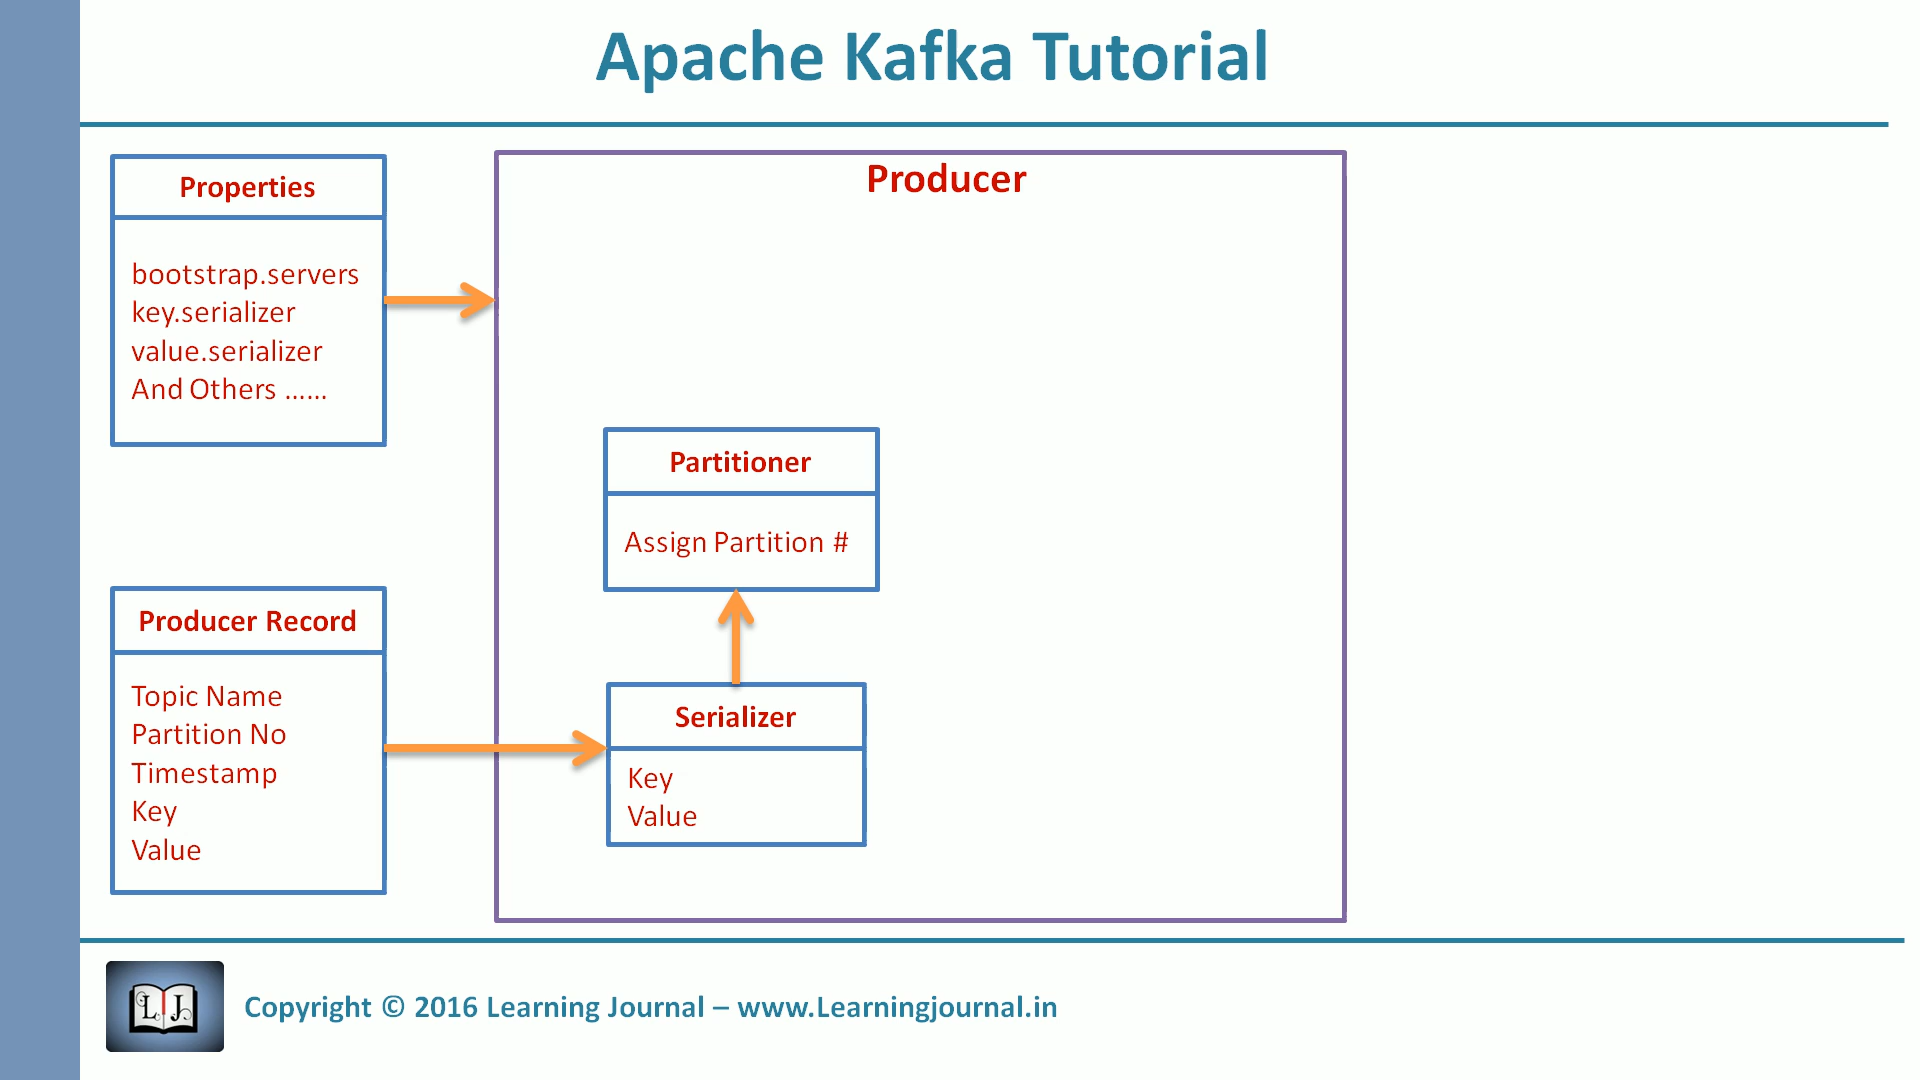 Apache Kafka Tutorial
Properties
bootstrap.servers
key.serializer
value.serializer
And Others ......
Producer
Partitioner
Assign Partition #
Producer Record
Topic Name
Partition No
Timestamp
Key
Value
Serializer
Key
Value
L J
Copyright © 2016 Learning Journal – www.Learningjournal.in